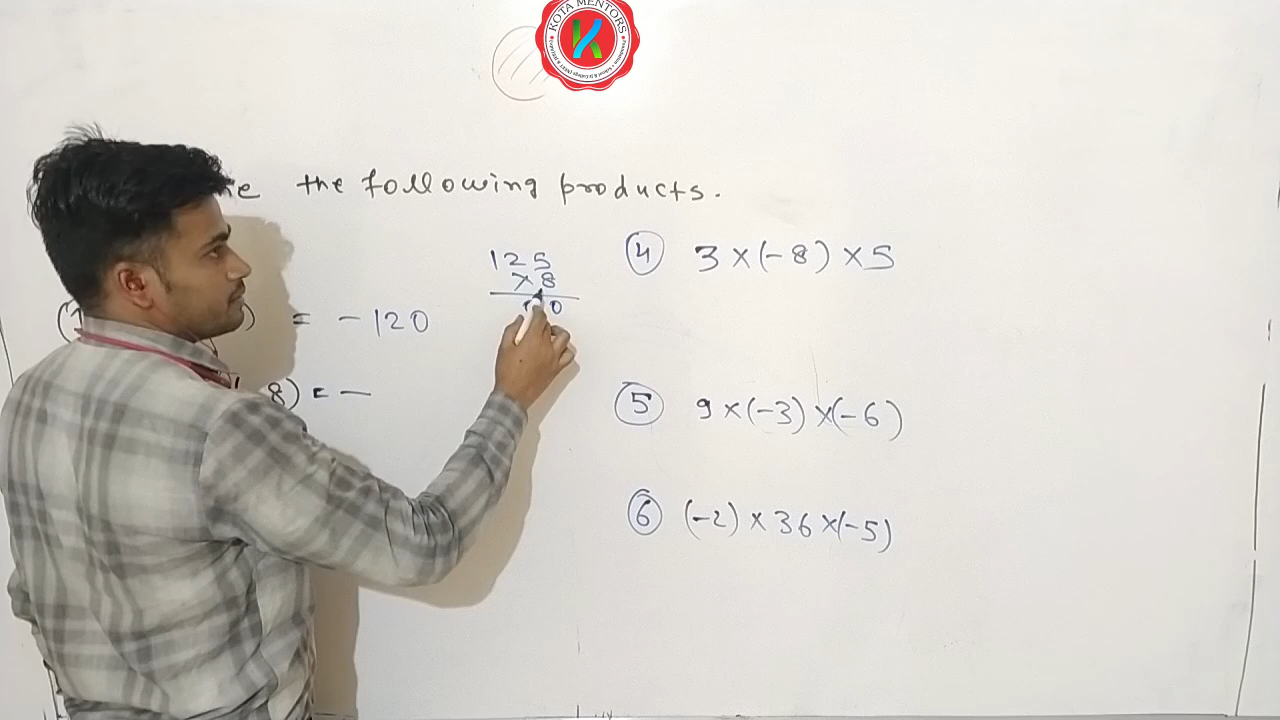 KOTA MENTORS
the following products.
125
×8
0
= -120
8) = -
④ 3×(-8)×5
⑤ 9×(-3)×(-6)
⑥ (-2)×36×(-5)